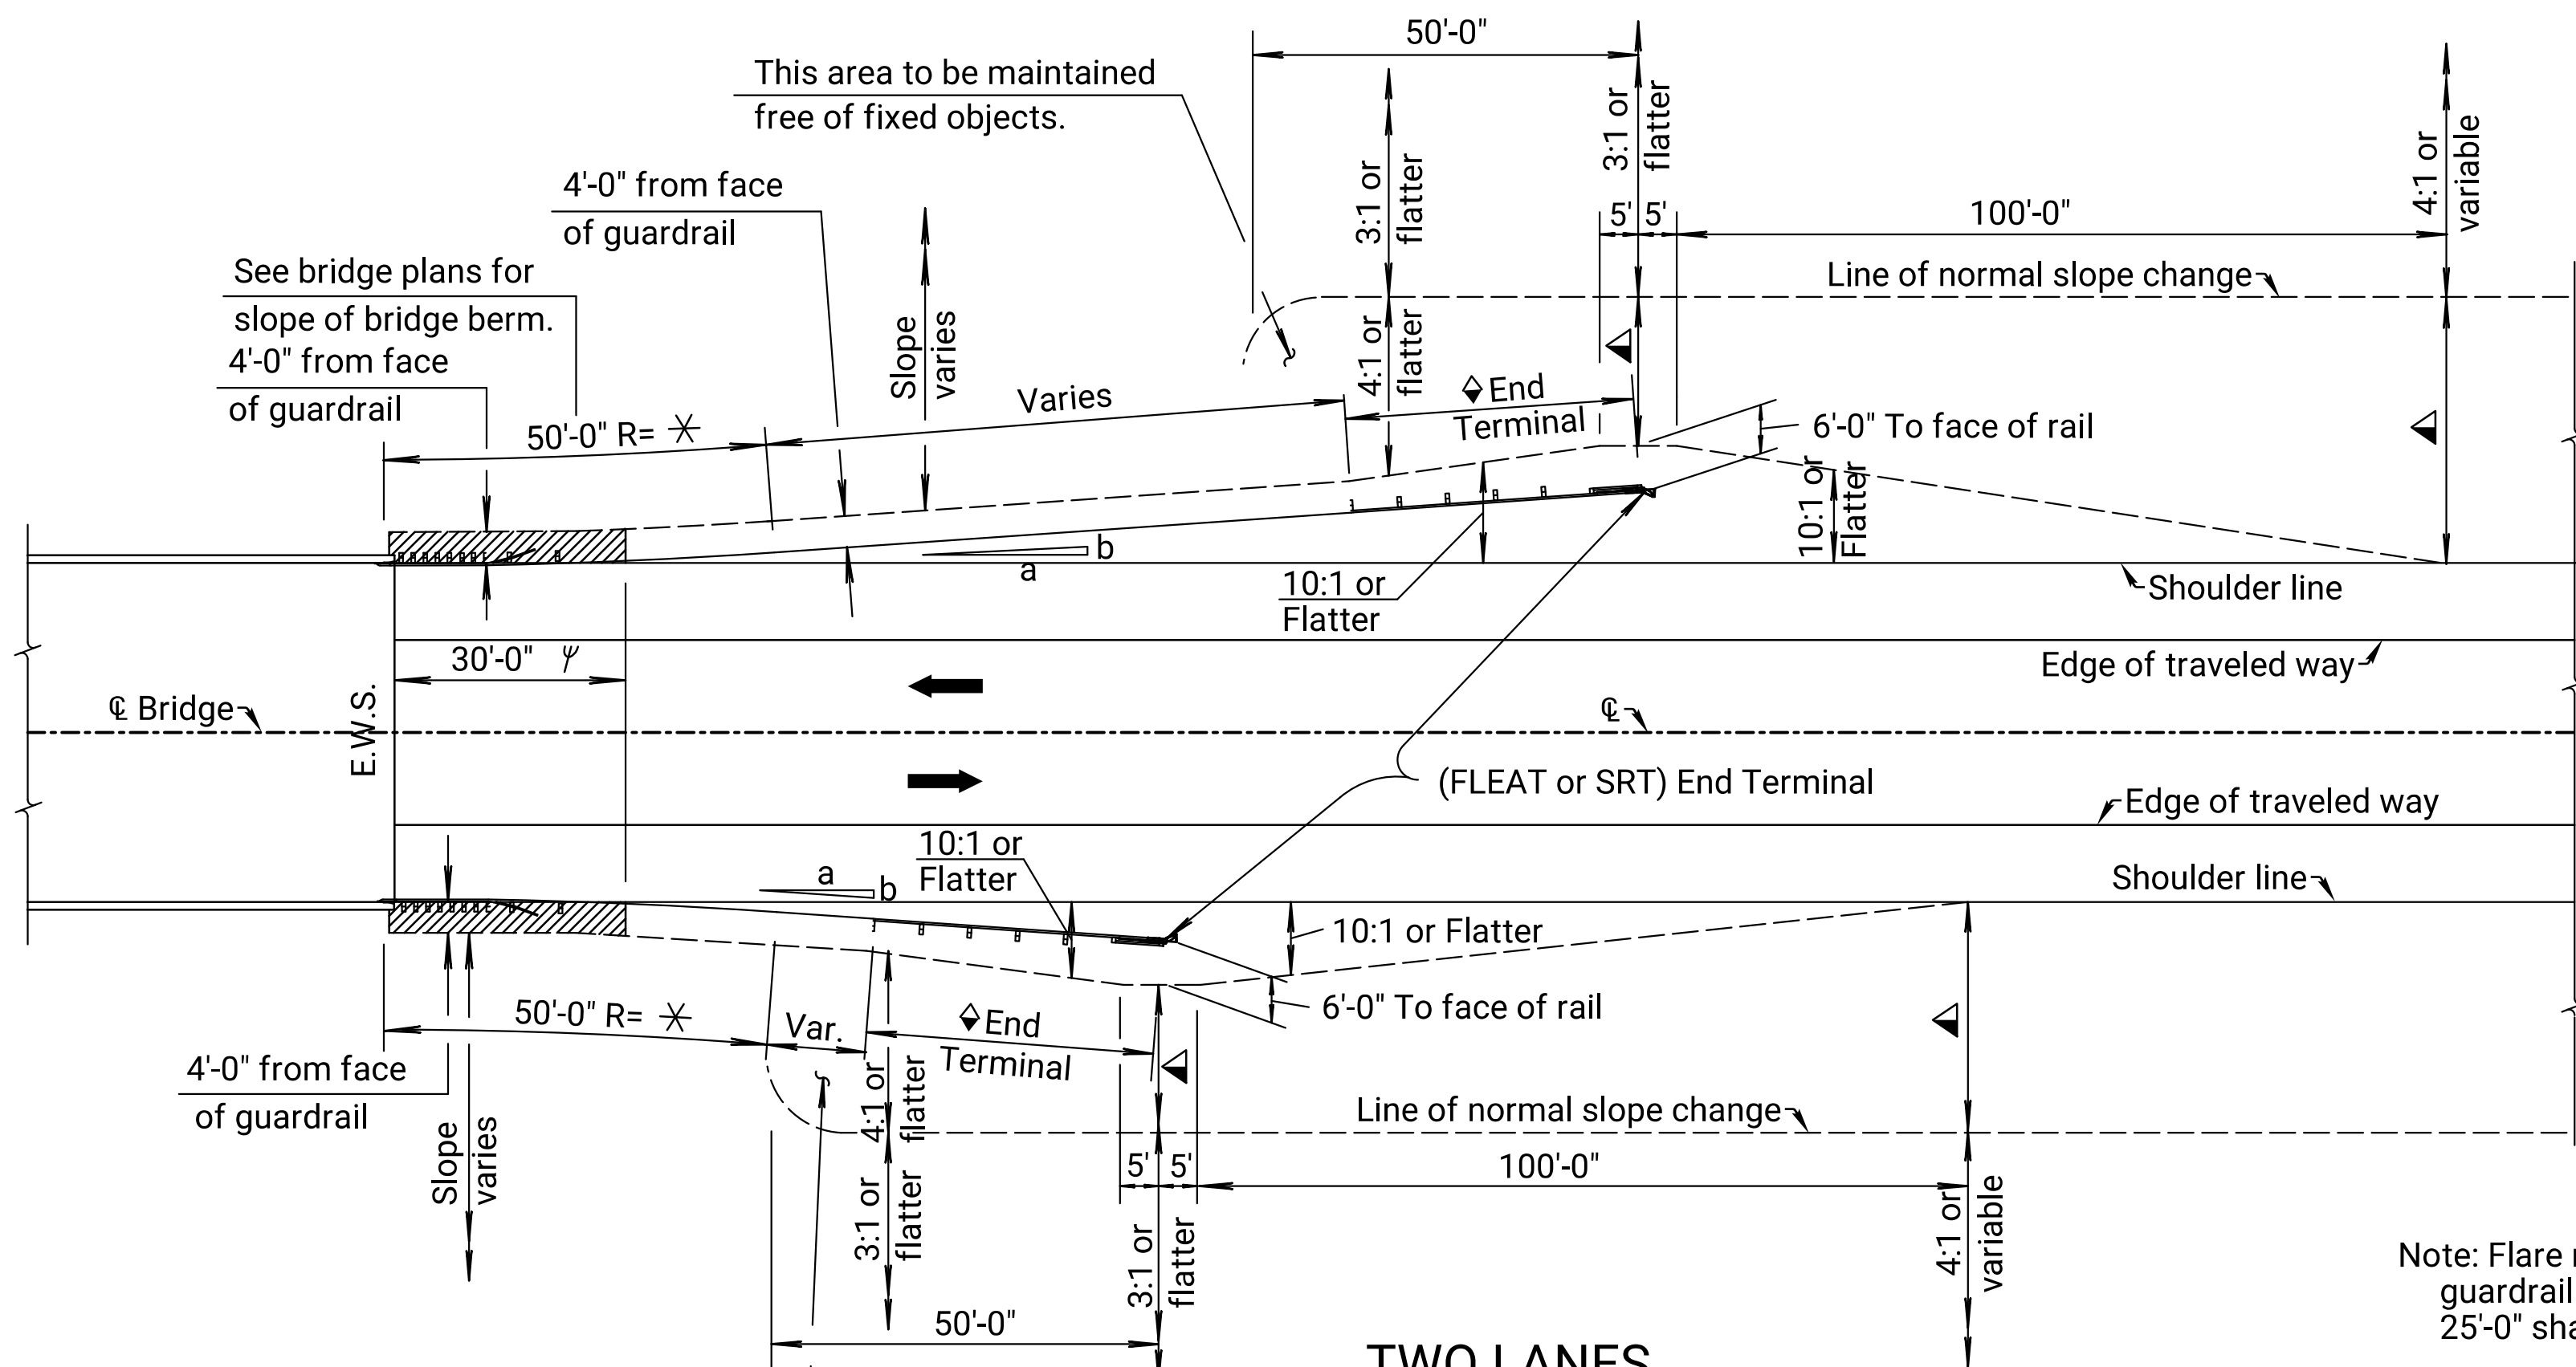 50'-0"
This area to be maintained
free of fixed objects.
3:1 or
flatter
4:1 or
variable
3:1 or
flatter
4'-0" from face
of guardrail
5' 5'
100'-0"
See bridge plans for
slope of bridge berm.
Line of normal slope change
4'-0" from face
of guardrail
Slope
varies
4:1 or
flatter
Varies
End
Terminal
50'-0" R=
6'-0" To face of rail
10:1 or
Flatter
b
a
10:1 or
Flatter
Shoulder line
30'-0"
Edge of traveled way
℄ Bridge
E.W.S.
℄
(FLEAT or SRT) End Terminal
Edge of traveled way
10:1 or
Flatter
a
b
Shoulder line
10:1 or Flatter
50'-0" R=
Var.
End
Terminal
6'-0" To face of rail
4'-0" from face
of guardrail
4:1 or
flatter
Line of normal slope change
Slope
varies
5' 5'
100'-0"
3:1 or
flatter
3:1 or
flatter
4:1 or
variable
50'-0"
Note: Flare
guardrail
25'-0"
TWO LANES